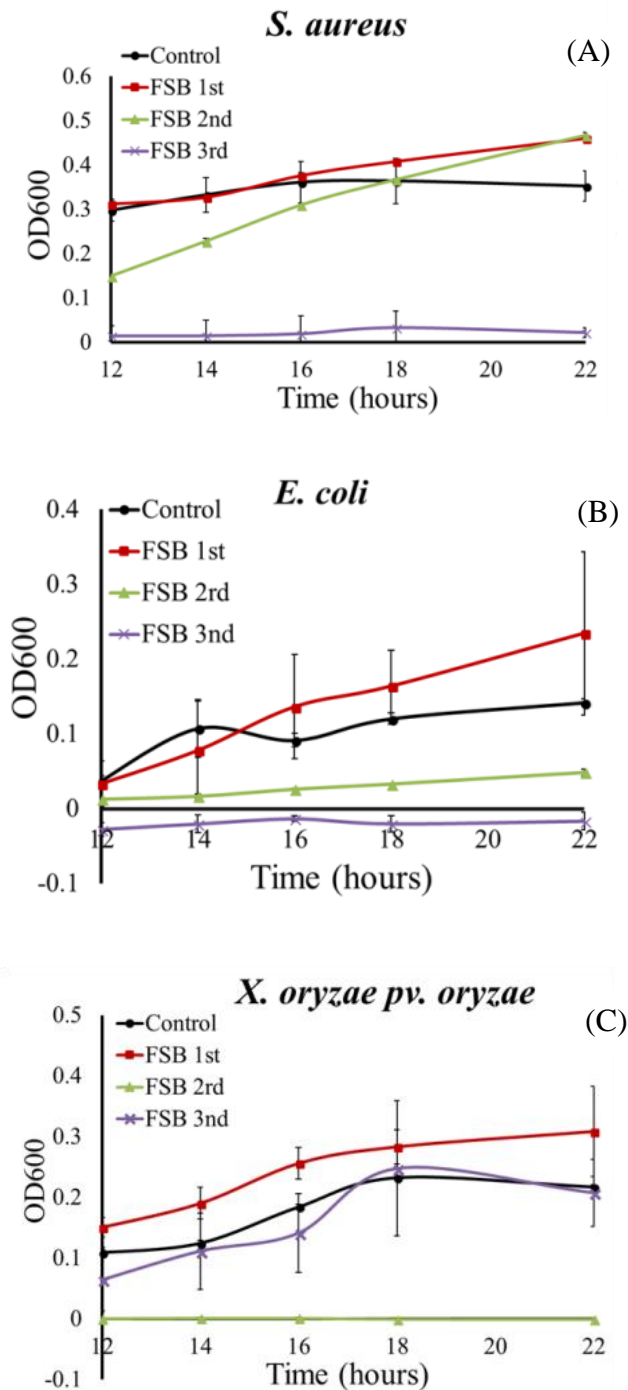 S. aureus
(A)
Control
FSB 1st
FSB 2nd
FSB 3rd
0.6
0.5
0.4
0.3
0.2
0.1
0
OD600
12 14 16 18 20 22
Time (hours)
E. coli
(B)
Control
FSB 1st
FSB 2rd
FSB 3nd
0.4
0.3
0.2
0.1
0
-0.1
OD600
12 14 16 18 20 22
Time (hours)
X. oryzae pv. oryzae
(C)
Control
FSB 1st
FSB 2rd
FSB 3nd
0.5
0.4
0.3
0.2
0.1
0
-0.1
OD600
12 14 16 18 20 22
Time (hours)